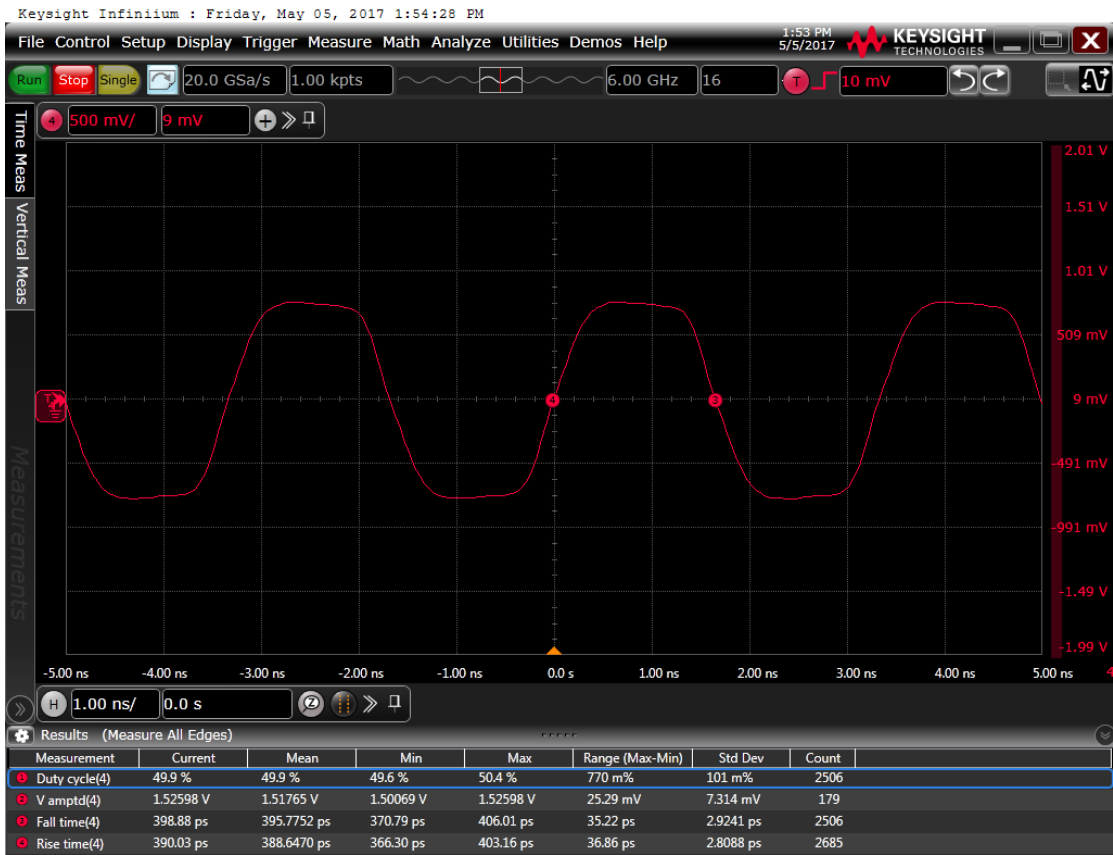 Keysight Infiniium : Friday, May 05, 2017 1:54:28 PM
File Control Setup Display Trigger Measure Math Analyze Utilities Demos Help
1:53 PM
5/5/2017
KEYSIGHT
TECHNOLOGIES
X
Run Stop Single 20.0 GSa/s 1.00 kpts 6.00 GHz 16 T 10 mV
4 500 mV/ 9 mV
Time Meas
Vertical Meas
Measurements
2.01 V
1.51 V
1.01 V
509 mV
9 mV
-491 mV
-991 mV
-1.49 V
-1.99 V
T
4 3
-5.00 ns -4.00 ns -3.00 ns -2.00 ns -1.00 ns 0.0 s 1.00 ns 2.00 ns 3.00 ns 4.00 ns 5.00 ns 4
H 1.00 ns/ 0.0 s Z
Results (Measure All Edges)
Measurement Current Mean Min Max Range (Max-Min) Std Dev Count
1 Duty cycle(4) 49.9 % 49.9 % 49.6 % 50.4 % 770 m% 101 m% 2506
2 V amptd(4) 1.52598 V 1.51765 V 1.50069 V 1.52598 V 25.29 mV 7.314 mV 179
3 Fall time(4) 398.88 ps 395.7752 ps 370.79 ps 406.01 ps 35.22 ps 2.9241 ps 2506
4 Rise time(4) 390.03 ps 388.6470 ps 366.30 ps 403.16 ps 36.86 ps 2.8088 ps 2685